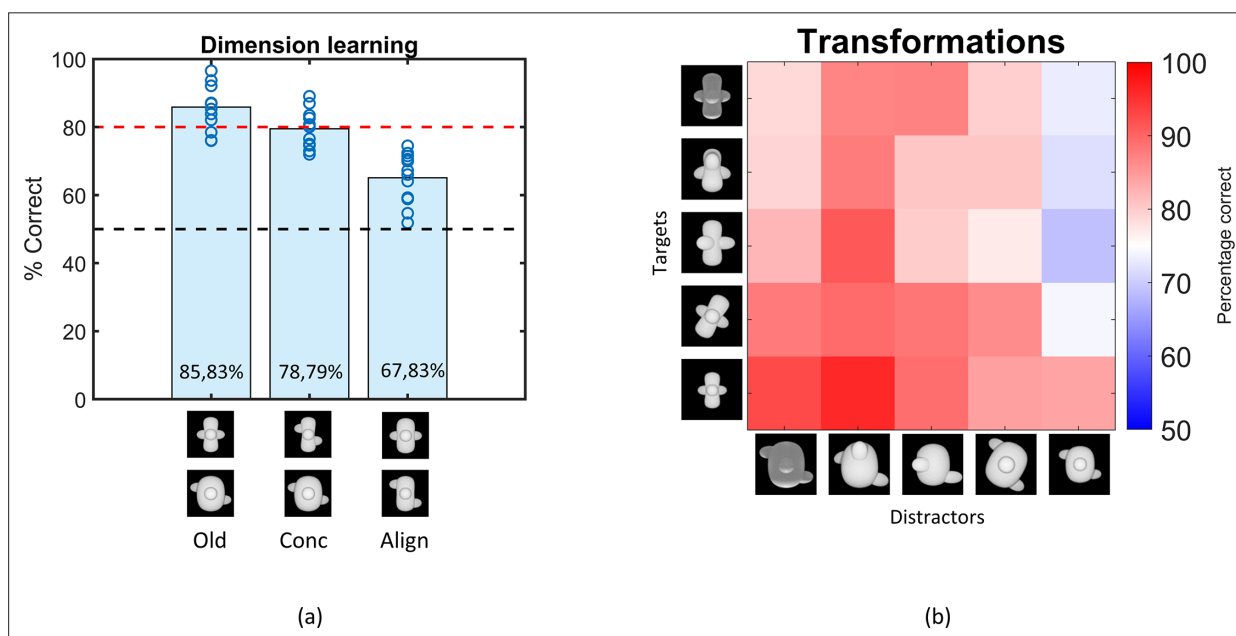 Dimension learning
100
80
60
40
20
0
% Correct
85,83%
78,79%
67,83%
Old
Conc
Align
(a)
Transformations
Targets
Distractors
100
90
80
70
60
50
Percentage correct
(b)